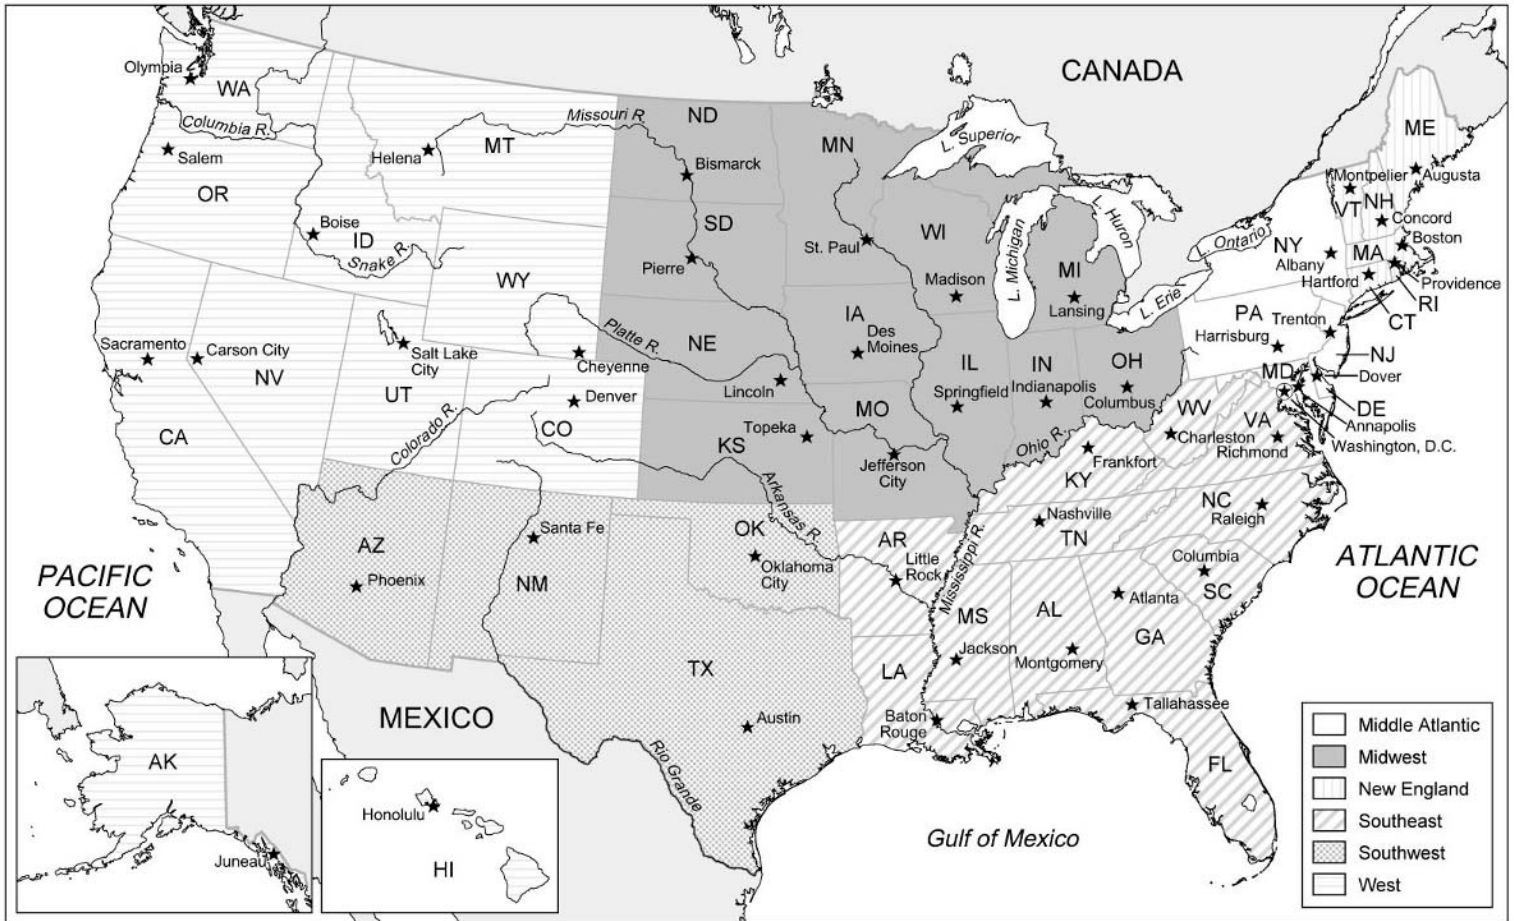 CANADA
Olympia
WA
Columbia R.
Salem
OR
Missouri R
MT
Helena
Boise
ID
Snake R.
WY
Cheyenne
Sacramento
Carson City
NV
Salt Lake
City
UT
Denver
CO
Colorado R.
CA
ND
Bismarck
SD
Pierre
NE
Platte R.
Lincoln
KS
Topeka
MN
St. Paul
L. Superior
WI
Madison
L. Michigan
MI
Lansing
L. Huron
IA
Des
Moines
MO
Jefferson
City
IL
Springfield
IN
Indianapolis
OH
Columbus
Ohio R.
L. Erie
L. Ontario
ME
Augusta
Montpelier
VT
NH
Concord
Boston
MA
Providence
RI
Hartford
CT
NY
Albany
PA
Harrisburg
Trenton
NJ
Dover
DE
MD
Annapolis
Washington, D.C.
WV
Charleston
VA
Richmond
Frankfort
KY
Nashville
TN
NC
Raleigh
Columbia
SC
Atlanta
GA
AL
Montgomery
MS
Jackson
Mississippi R.
AR
Little
Rock
LA
Baton
Rouge
Tallahassee
FL
Arkansas R.
OK
Oklahoma
City
AZ
Phoenix
NM
Santa Fe
TX
Austin
Rio Grande
PACIFIC
OCEAN
ATLANTIC
OCEAN
MEXICO
Gulf of Mexico
AK
Juneau
Honolulu
HI
Middle Atlantic
Midwest
New England
Southeast
Southwest
West